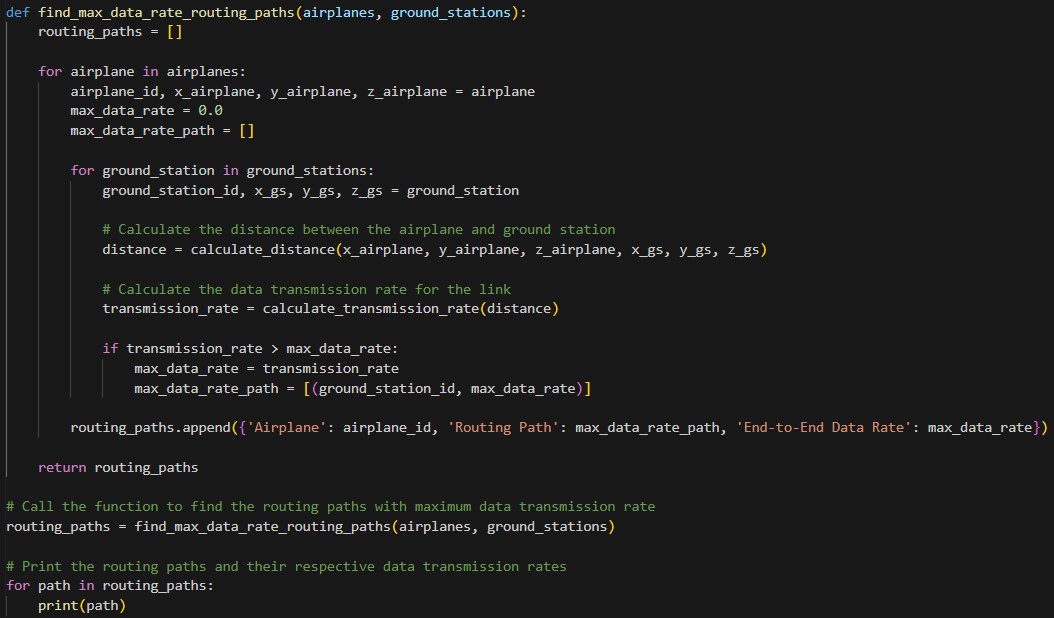 def find_max_data_rate_routing_paths(airplanes, ground_stations):
    routing_paths = []

    for airplane in airplanes:
        airplane_id, x_airplane, y_airplane, z_airplane = airplane
        max_data_rate = 0.0
        max_data_rate_path = []

        for ground_station in ground_stations:
            ground_station_id, x_gs, y_gs, z_gs = ground_station

            # Calculate the distance between the airplane and ground station
            distance = calculate_distance(x_airplane, y_airplane, z_airplane, x_gs, y_gs, z_gs)

            # Calculate the data transmission rate for the link
            transmission_rate = calculate_transmission_rate(distance)

            if transmission_rate > max_data_rate:
                max_data_rate = transmission_rate
                max_data_rate_path = [(ground_station_id, max_data_rate)]

        routing_paths.append({'Airplane': airplane_id, 'Routing Path': max_data_rate_path, 'End-to-End Data Rate': max_data_rate})

    return routing_paths

# Call the function to find the routing paths with maximum data transmission rate
routing_paths = find_max_data_rate_routing_paths(airplanes, ground_stations)

# Print the routing paths and their respective data transmission rates
for path in routing_paths:
    print(path)